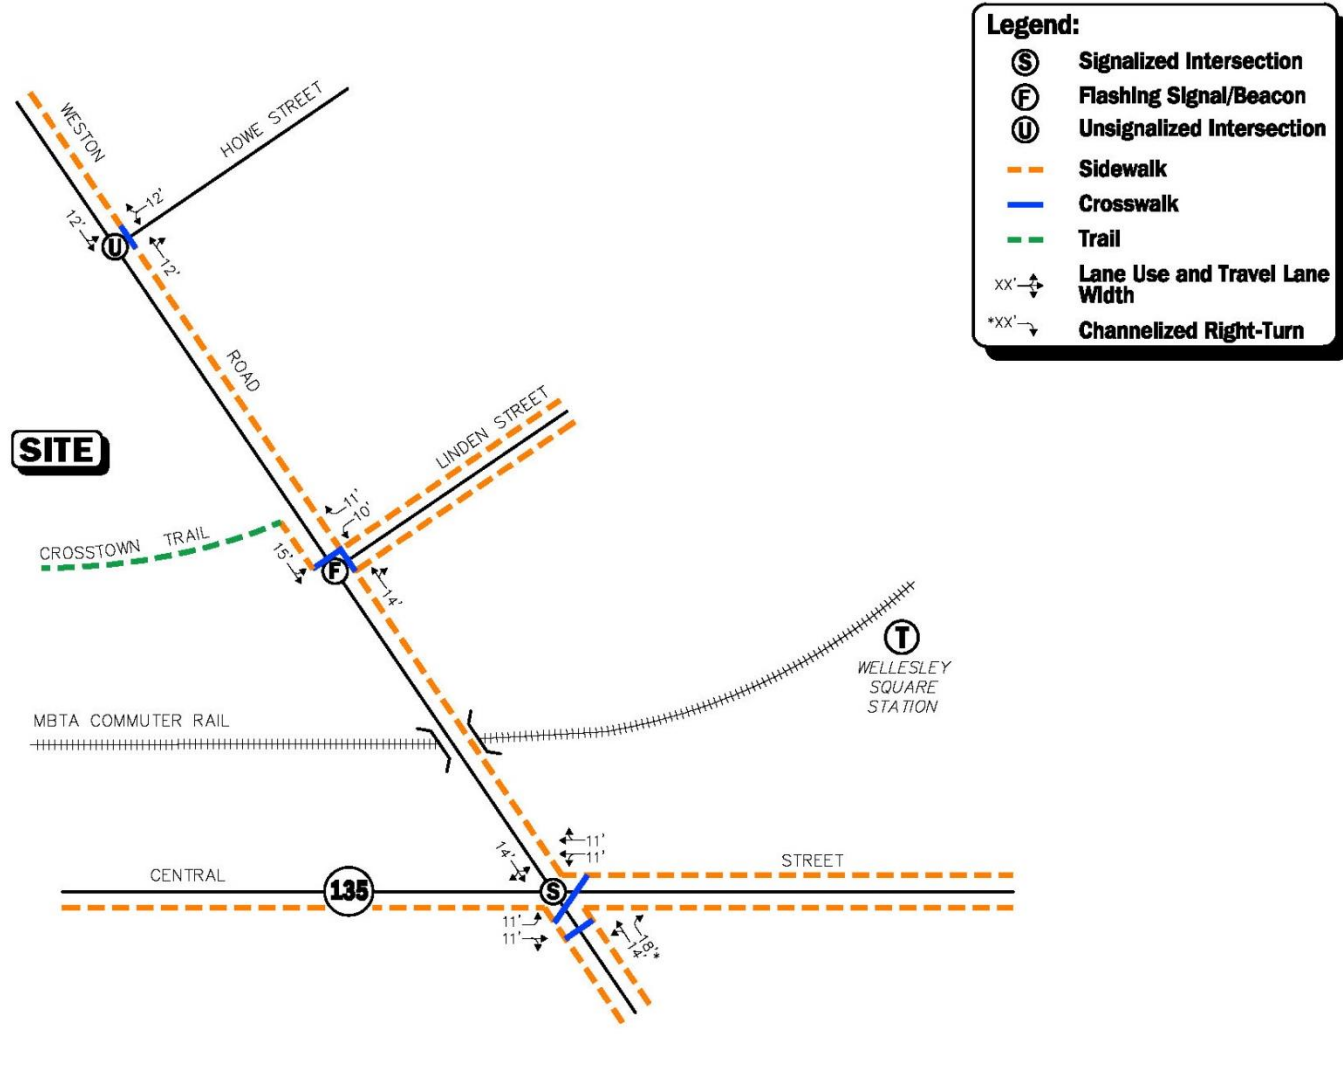 Legend:
S Signalized Intersection
F Flashing Signal/Beacon
U Unsignalized Intersection
Sidewalk
Crosswalk
Trail
XX' Lane Use and Travel Lane
Width
*XX' Channelized Right-Turn
WESTON
HOWE STREET
12'
12'
U
12'
ROAD
SITE
LINDEN STREET
11'
10'
CROSSTOWN TRAIL
15'
F
14'
T
WELLESLEY
SQUARE
STATION
MBTA COMMUTER RAIL
14'
11'
11'
STREET
CENTRAL
135
S
11'
11'
18'*
14'